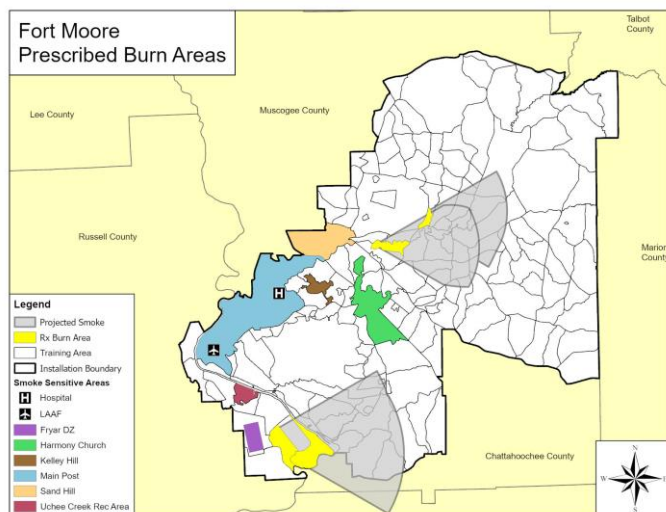 Fort Moore
Prescribed Burn Areas
Talbot
County
Lee County
Muscogee County
Russell County
Marion
County
Legend
Projected Smoke
Rx Burn Area
Training Area
Installation Boundary
Smoke Sensitive Areas
H Hospital
LAAF
Fryar DZ
Harmony Church
Kelley Hill
Main Post
Sand Hill
Uchee Creek Rec Area
H
Chattahoochee County
N
W
E
S